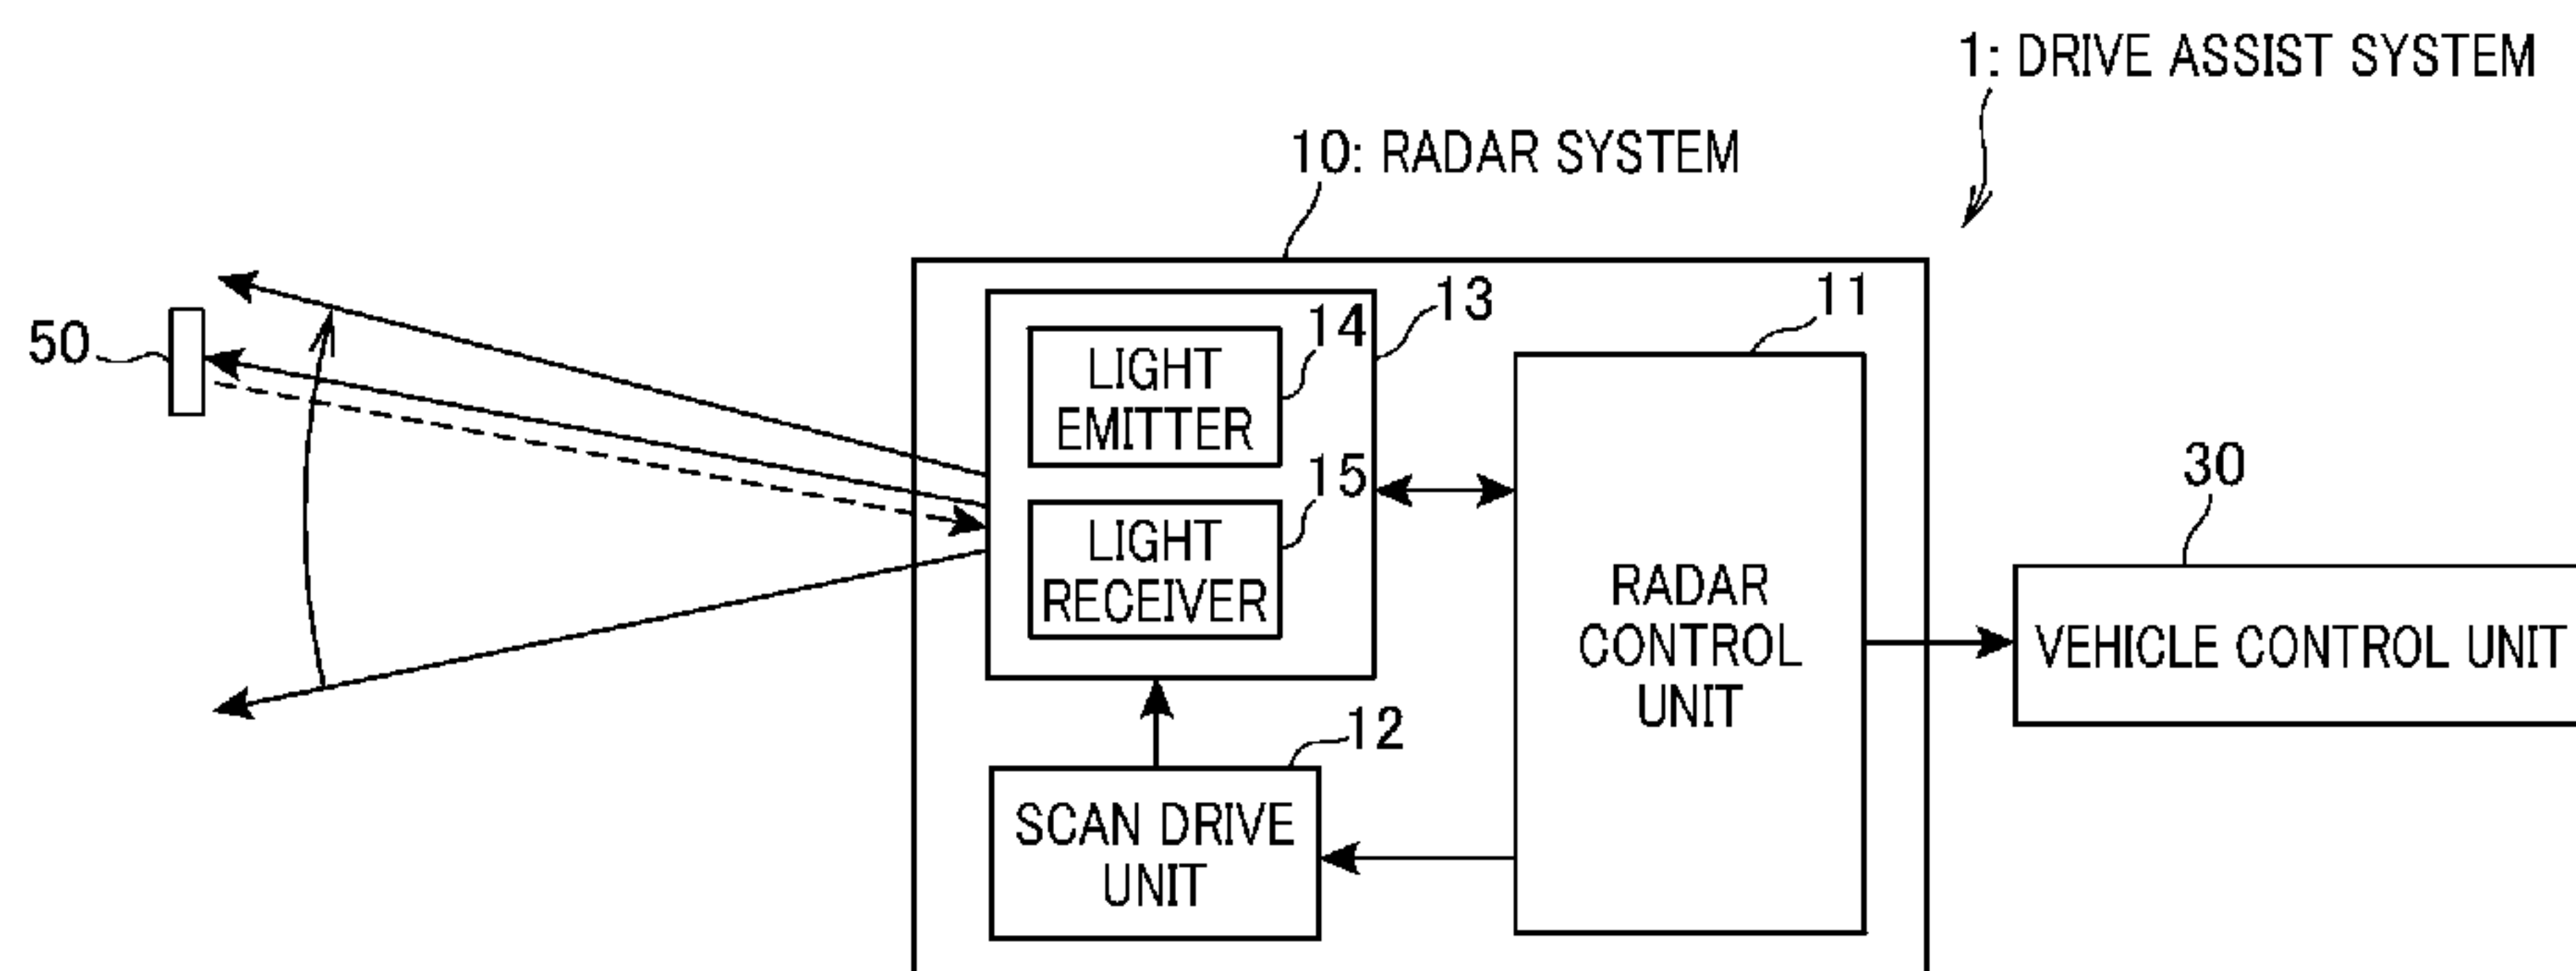 1: DRIVE ASSIST SYSTEM
10: RADAR SYSTEM
13
11
14
50
LIGHT
EMITTER
15
LIGHT
RECEIVER
30
RADAR
CONTROL
UNIT
VEHICLE CONTROL UNIT
12
SCAN DRIVE
UNIT